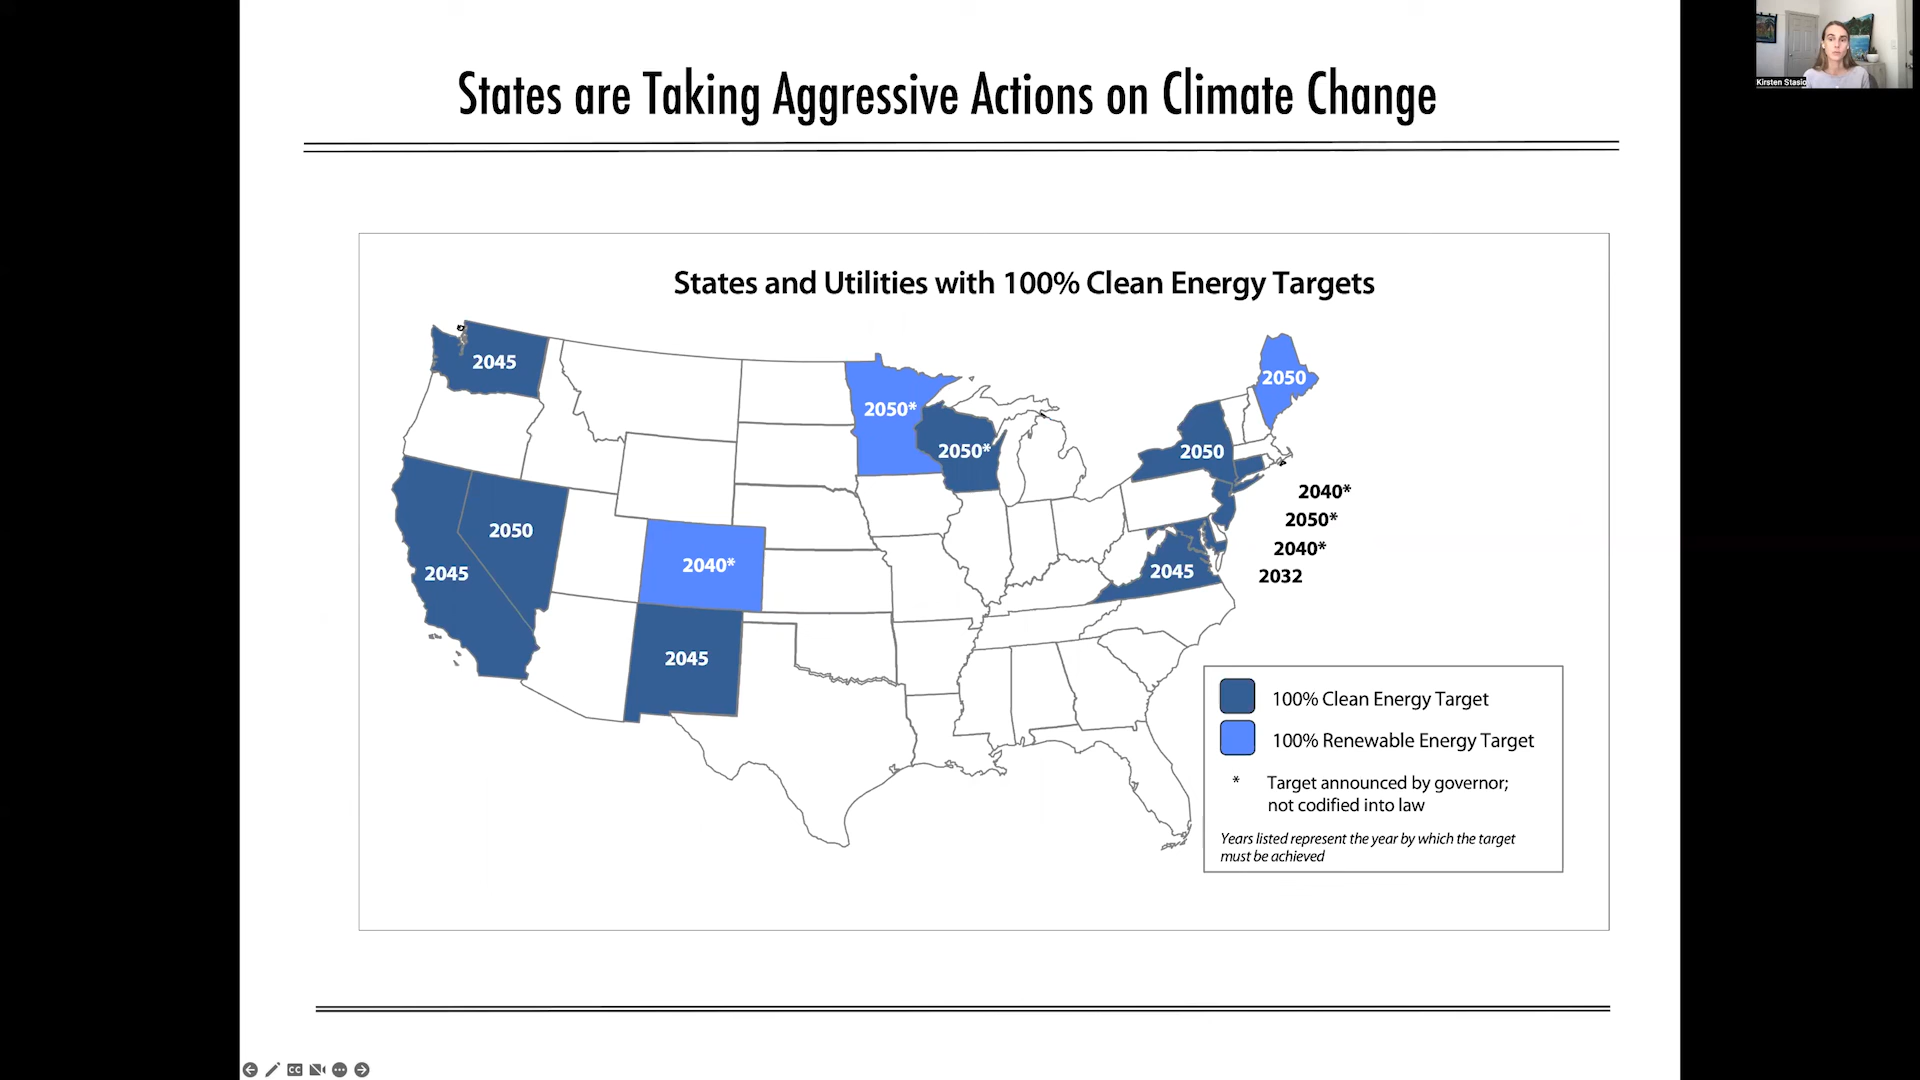 Kirsten Stasio
States are Taking Aggressive Actions on Climate Change
States and Utilities with 100% Clean Energy Targets
2045
2050
2050*
2050*
2050
2040*
2050*
2040*
2032
2050
2045
2040*
2045
2045
100% Clean Energy Target
100% Renewable Energy Target
* Target announced by governor;
not codified into law
Years listed represent the year by which the target
must be achieved
CC